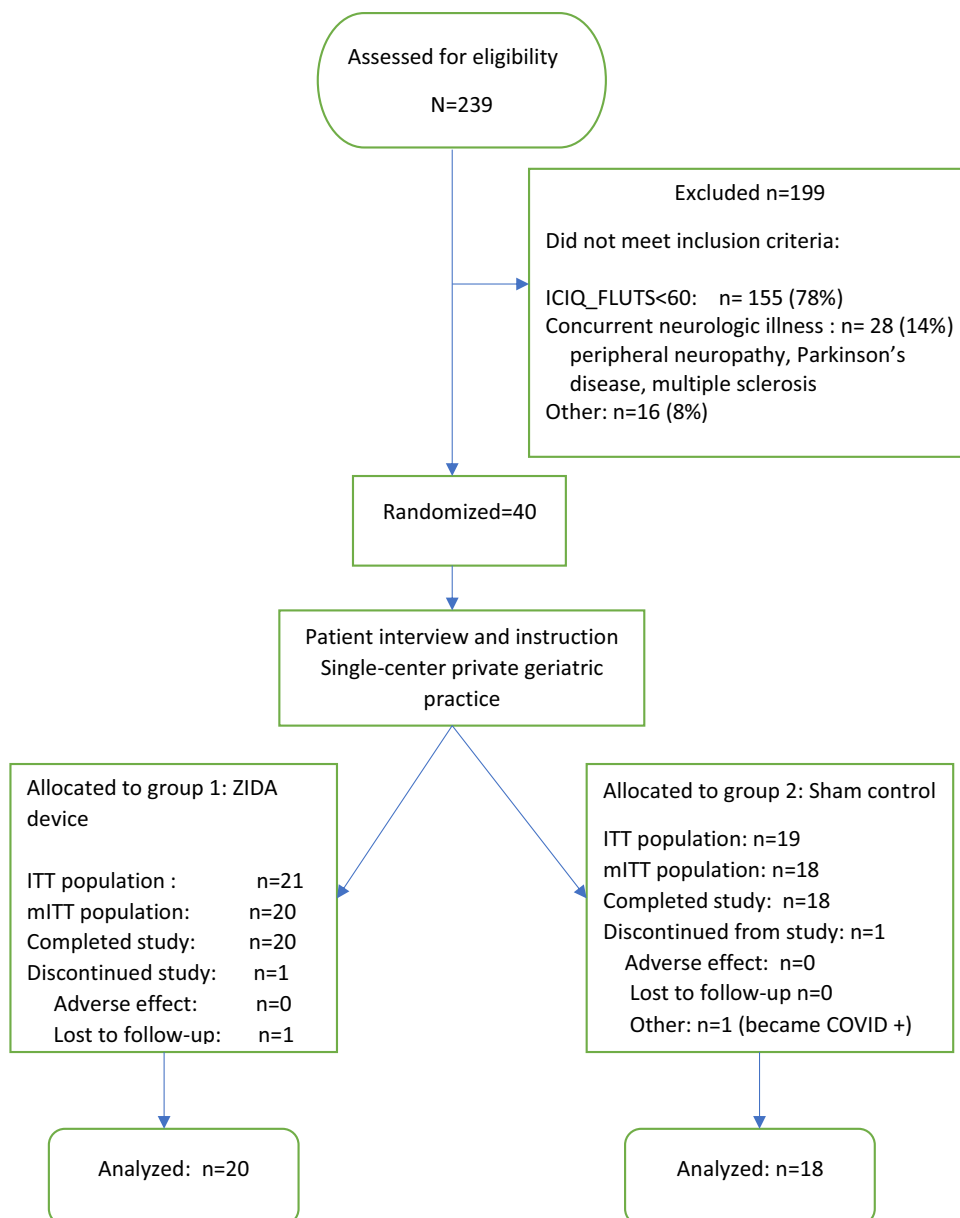 Assessed for eligibility
N=239
Excluded n=199
Did not meet inclusion criteria:
ICIQ_FLUTS<60: n= 155 (78%)
Concurrent neurologic illness : n= 28 (14%)
peripheral neuropathy, Parkinson’s
disease, multiple sclerosis
Other: n=16 (8%)
Randomized=40
Patient interview and instruction
Single-center private geriatric
practice
Allocated to group 1: ZIDA
device
ITT population : n=21
mITT population: n=20
Completed study: n=20
Discontinued study: n=1
Adverse effect: n=0
Lost to follow-up: n=1
Allocated to group 2: Sham control
ITT population: n=19
mITT population: n=18
Completed study: n=18
Discontinued from study: n=1
Adverse effect: n=0
Lost to follow-up n=0
Other: n=1 (became COVID +)
Analyzed: n=20
Analyzed: n=18